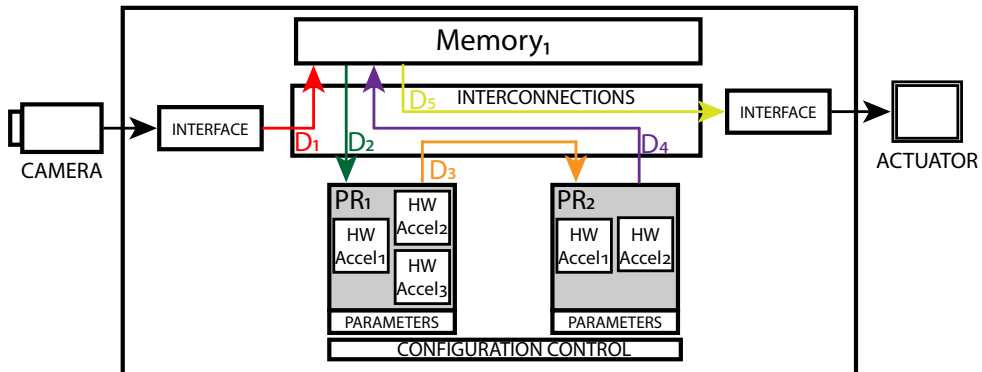 Memory₁
INTERCONNECTIONS
D₅
INTERFACE
INTERFACE
D₁
D₂
D₄
CAMERA
ACTUATOR
D₃
PR₁
HW
Accel2
HW
Accel1
HW
Accel3
PARAMETERS
PR₂
HW
Accel1
HW
Accel2
PARAMETERS
CONFIGURATION CONTROL